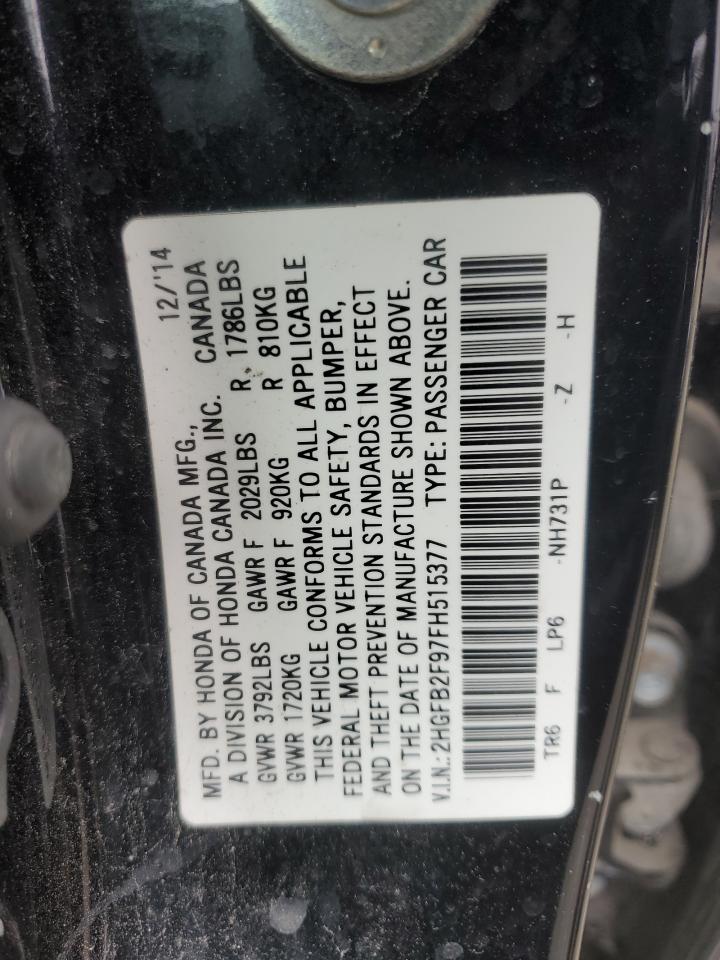 MFD. BY HONDA OF CANADA MFG., 12/'14
A DIVISION OF HONDA CANADA INC. CANADA
GVWR 3792LBS GAWR F 2029LBS R 1786LBS
GVWR 1720KG GAWR F 920KG R 810KG
THIS VEHICLE CONFORMS TO ALL APPLICABLE
FEDERAL MOTOR VEHICLE SAFETY, BUMPER,
AND THEFT PREVENTION STANDARDS IN EFFECT
ON THE DATE OF MANUFACTURE SHOWN ABOVE.
V.I.N.: 2HGFB2F97FH515377 TYPE: PASSENGER CAR
TR6 F LP6 -NH731P -Z -H